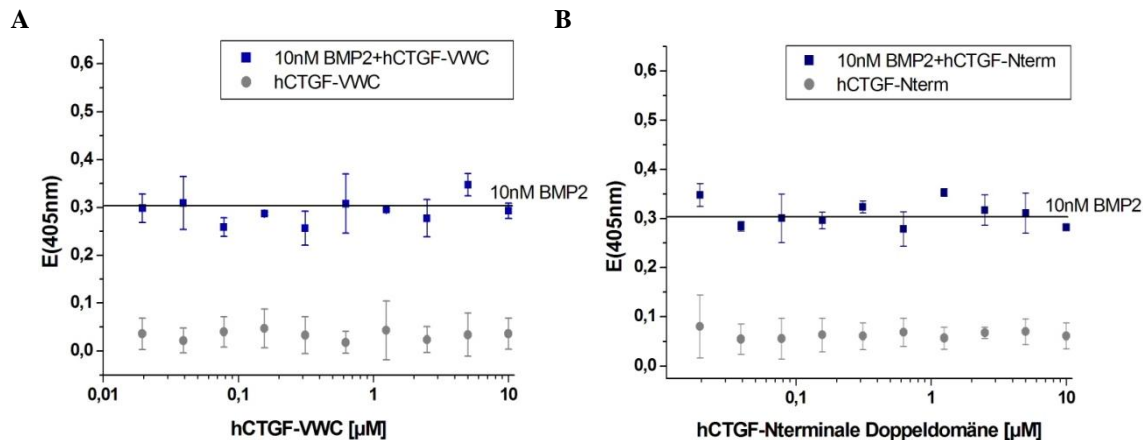 A
10nM BMP2+hCTGF-VWC
hCTGF-VWC
0,6
0,5
0,4
0,3
0,2
0,1
0,0
E(405nm)
10nM BMP2
0,01
0,1
1
10
hCTGF-VWC [µM]
B
10nM BMP2+hCTGF-Nterm
hCTGF-Nterm
0,6
0,5
0,4
0,3
0,2
0,1
0,0
E(405nm)
10nM BMP2
0,1
1
10
hCTGF-Nterminale Doppeldomäne [µM]